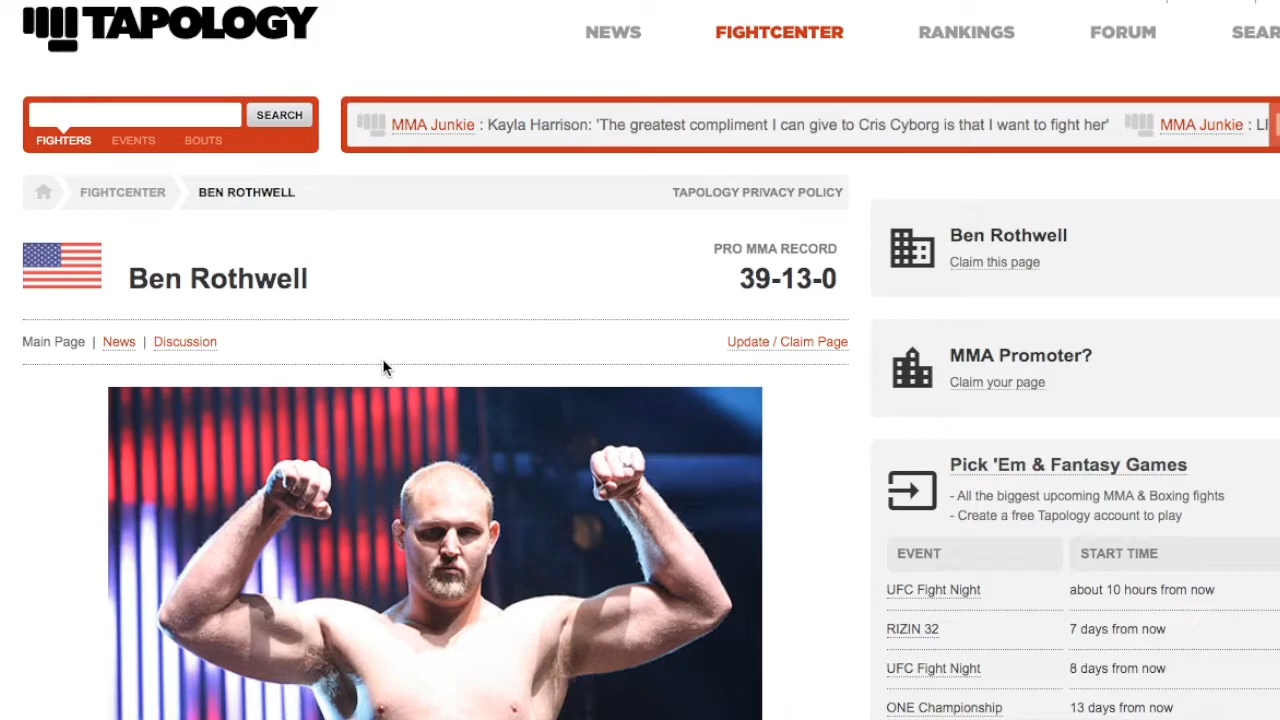 TAPOLOGY
NEWS
FIGHTCENTER
RANKINGS
FORUM
SEAR
SEARCH
FIGHTERS
EVENTS
BOUTS
MMA Junkie : Kayla Harrison: 'The greatest compliment I can give to Cris Cyborg is that I want to fight her'
MMA Junkie : LF
FIGHTCENTER
BEN ROTHWELL
TAPOLOGY PRIVACY POLICY
Ben Rothwell
PRO MMA RECORD
39-13-0
Main Page | News | Discussion
Update / Claim Page
Ben Rothwell
Claim this page
MMA Promoter?
Claim your page
Pick 'Em & Fantasy Games
- All the biggest upcoming MMA & Boxing fights
- Create a free Tapology account to play
EVENT START TIME
UFC Fight Night about 10 hours from now
RIZIN 32 7 days from now
UFC Fight Night 8 days from now
ONE Championship 13 days from now